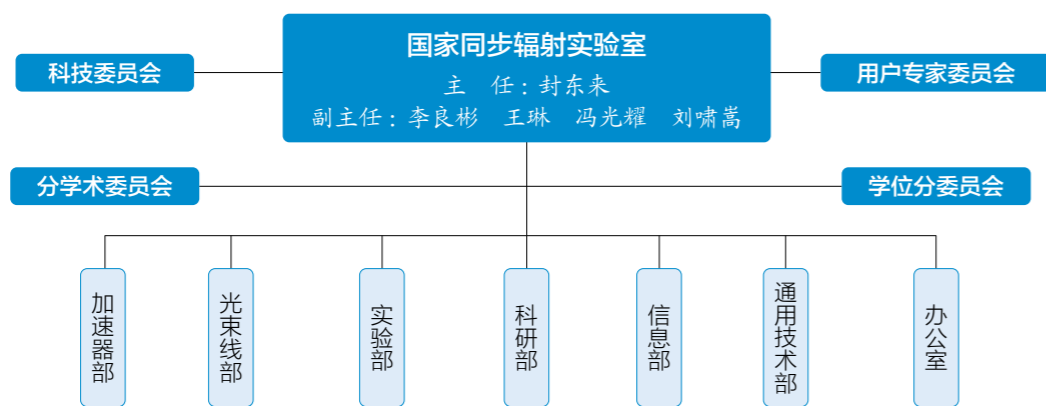 国家同步辐射实验室
科技委员会
主　任：封东来
用户专家委员会
副主任：李良彬　王琳　冯光耀　刘啸嵩
分学术委员会
学位分委员会
加速器部
光束线部
实验部
科研部
信息部
通用技术部
办公室